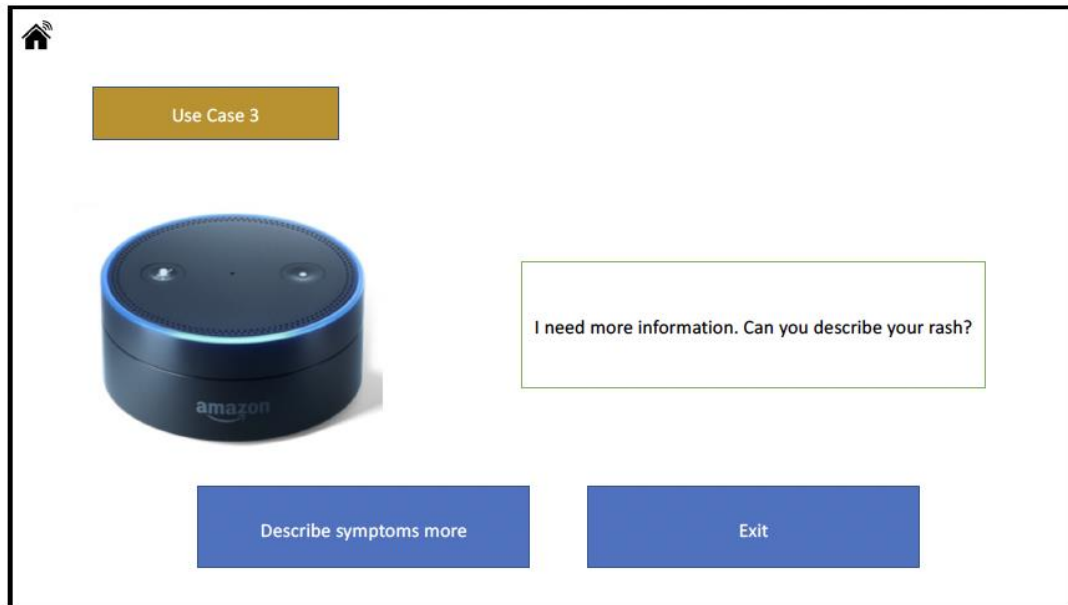 Use Case 3
I need more information. Can you describe your rash?
amazon
Describe symptoms more
Exit